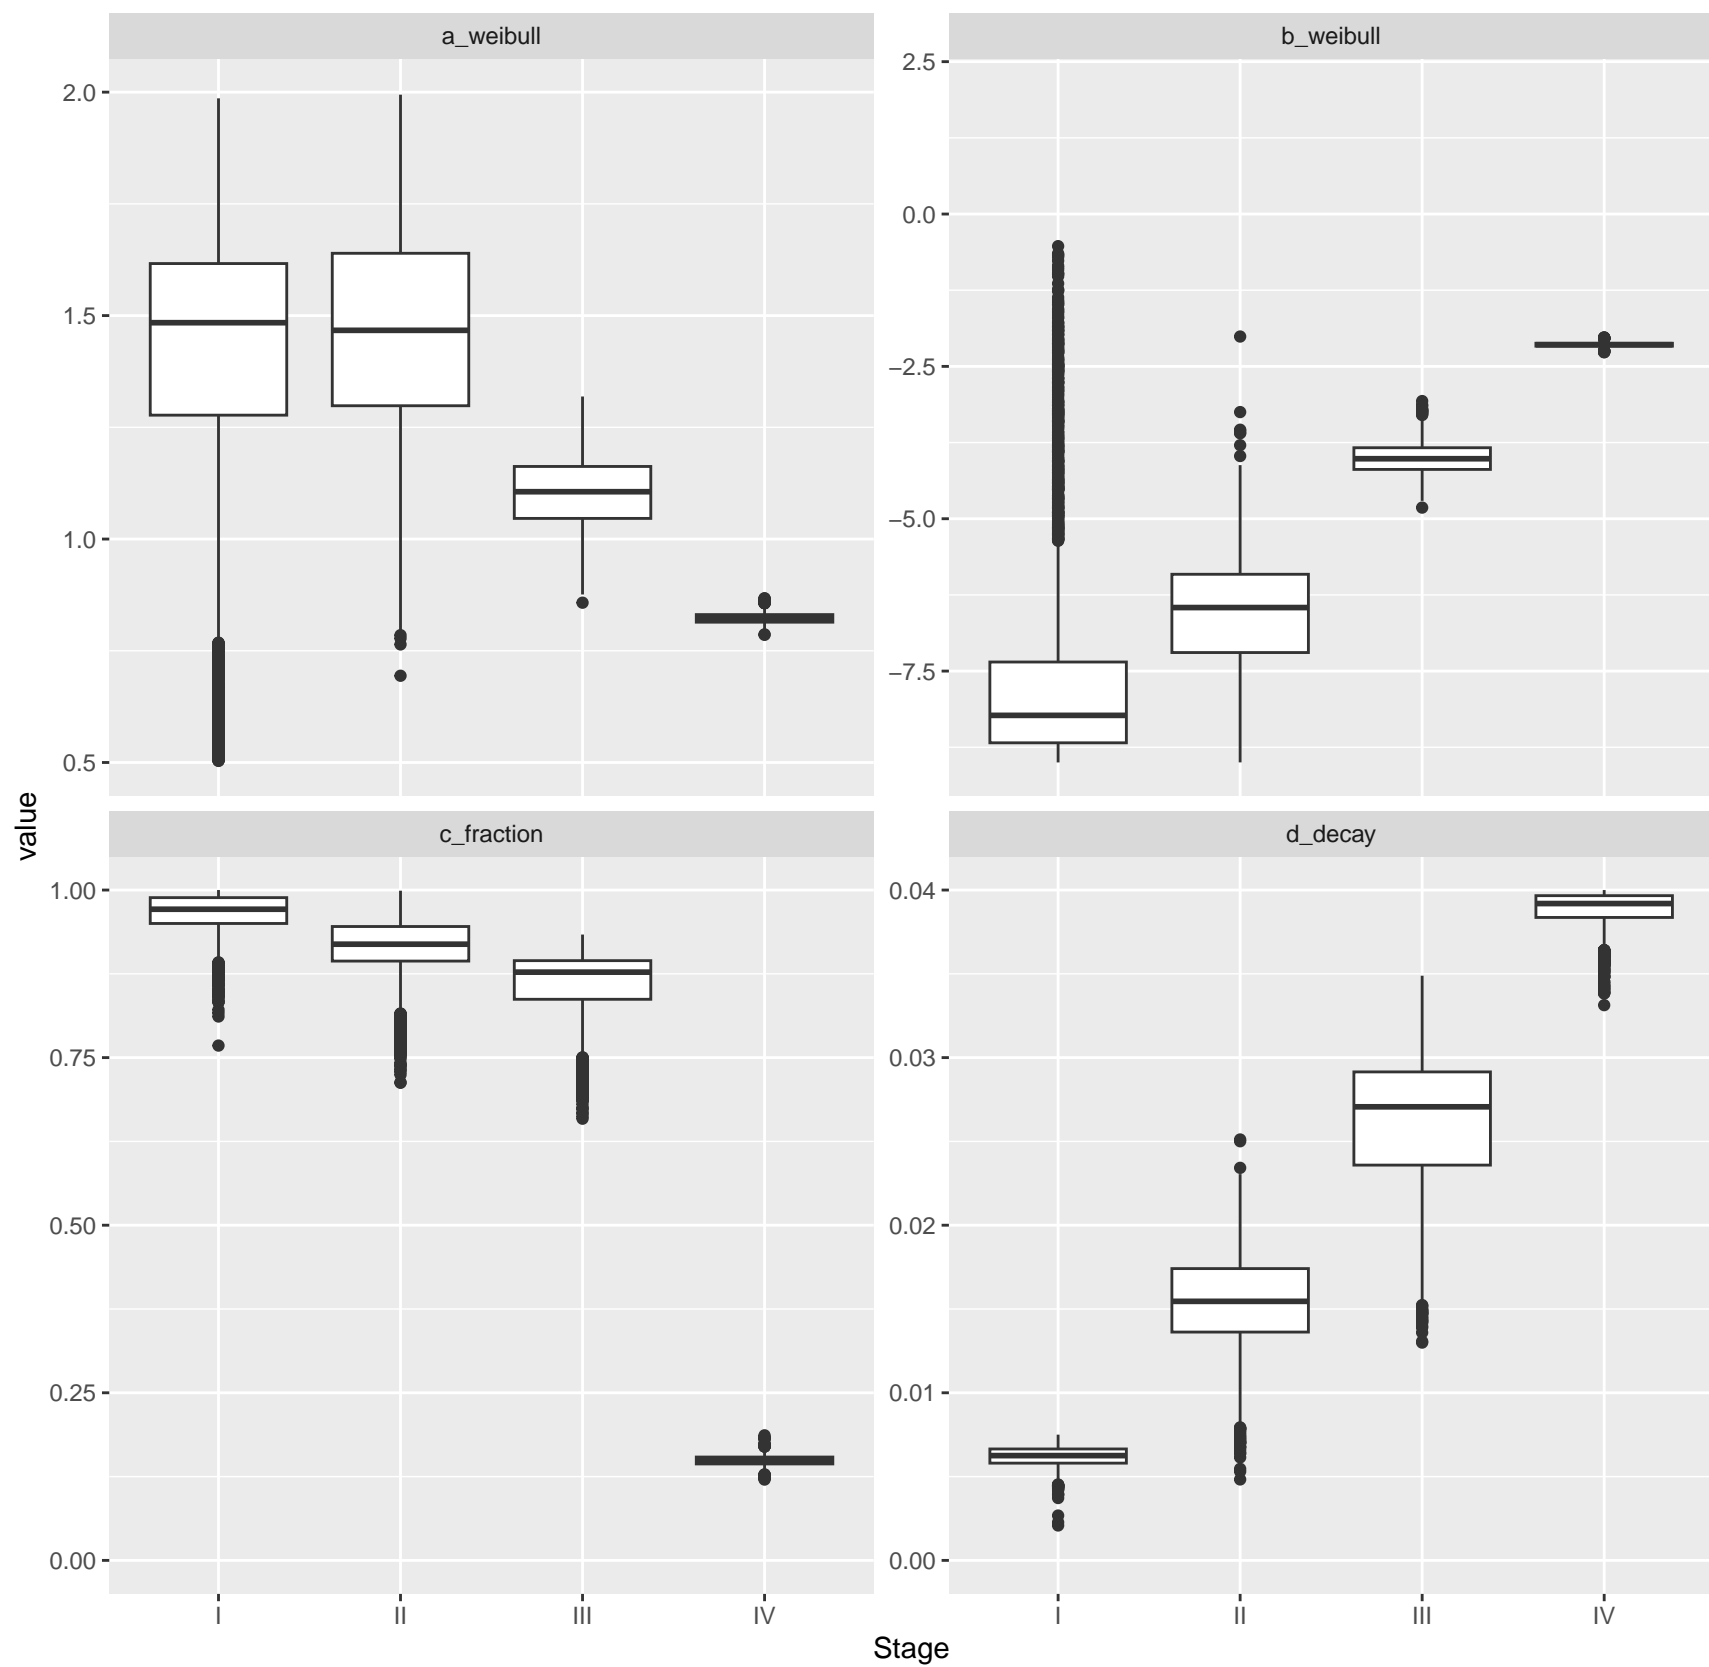 a_weibull
b_weibull
2.0
1.5
1.0
0.5
2.5
0.0
−2.5
−5.0
−7.5
value
c_fraction
d_decay
1.00
0.75
0.50
0.25
0.00
0.04
0.03
0.02
0.01
0.00
I II III IV
I II III IV
Stage